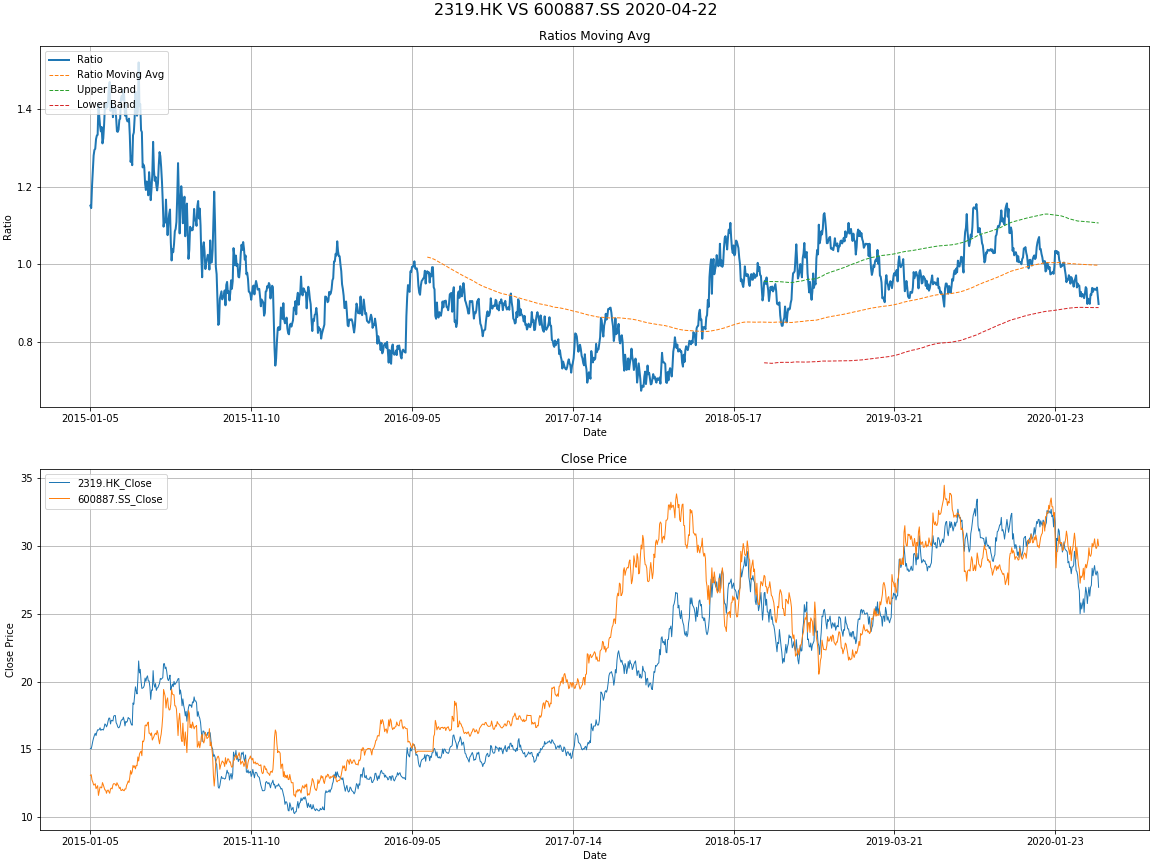 2319.HK VS 600887.SS 2020-04-22
Ratios Moving Avg
Ratio
Ratio Moving Avg
Upper Band
Lower Band
1.4
1.2
1.0
0.8
Ratio
2015-01-05 2015-11-10 2016-09-05 2017-07-14 2018-05-17 2019-03-21 2020-01-23
Date
Close Price
2319.HK_Close
600887.SS_Close
35
30
25
20
15
10
Close Price
2015-01-05 2015-11-10 2016-09-05 2017-07-14 2018-05-17 2019-03-21 2020-01-23
Date